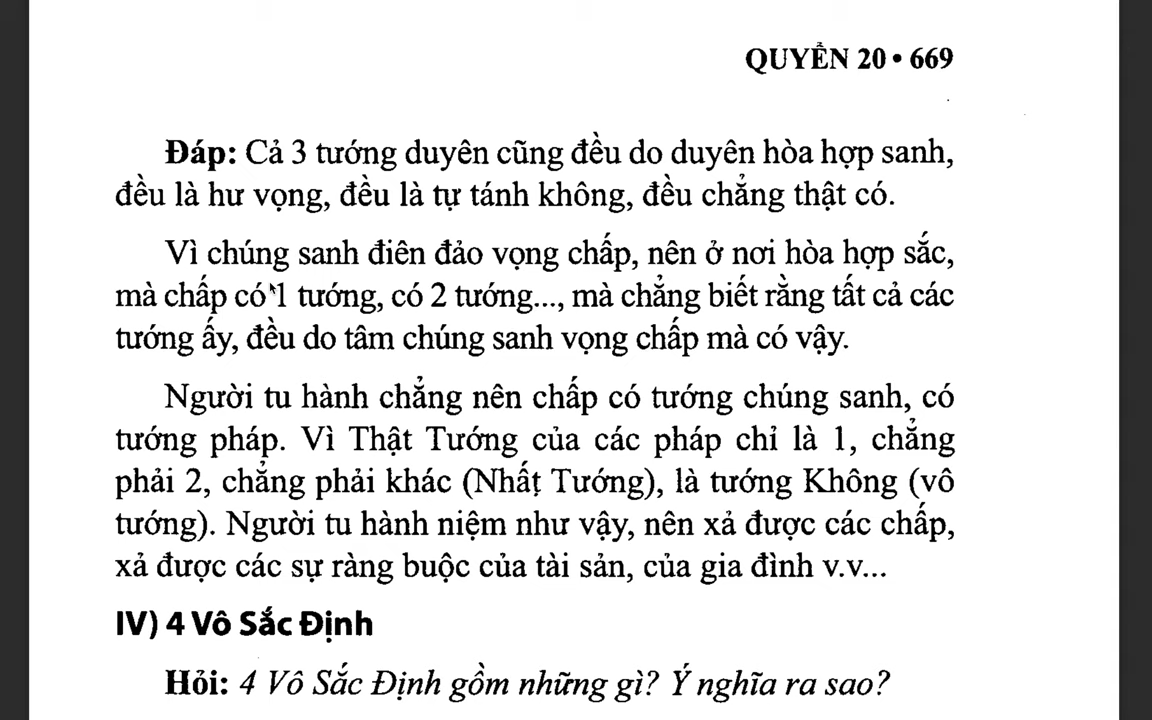 QUYỂN 20 • 669
Đáp: Cả 3 tướng duyên cũng đều do duyên hòa hợp sanh,
đều là hư vọng, đều là tự tánh không, đều chẳng thật có.
Vì chúng sanh điên đảo vọng chấp, nên ở nơi hòa hợp sắc,
mà chấp có 1 tướng, có 2 tướng..., mà chẳng biết rằng tất cả các
tướng ấy, đều do tâm chúng sanh vọng chấp mà có vậy.
Người tu hành chẳng nên chấp có tướng chúng sanh, có
tướng pháp. Vì Thật Tướng của các pháp chỉ là 1, chẳng
phải 2, chẳng phải khác (Nhất Tướng), là tướng Không (vô
tướng). Người tu hành niệm như vậy, nên xả được các chấp,
xả được các sự ràng buộc của tài sản, của gia đình v.v...
IV) 4 Vô Sắc Định
Hỏi: 4 Vô Sắc Định gồm những gì? Ý nghĩa ra sao?